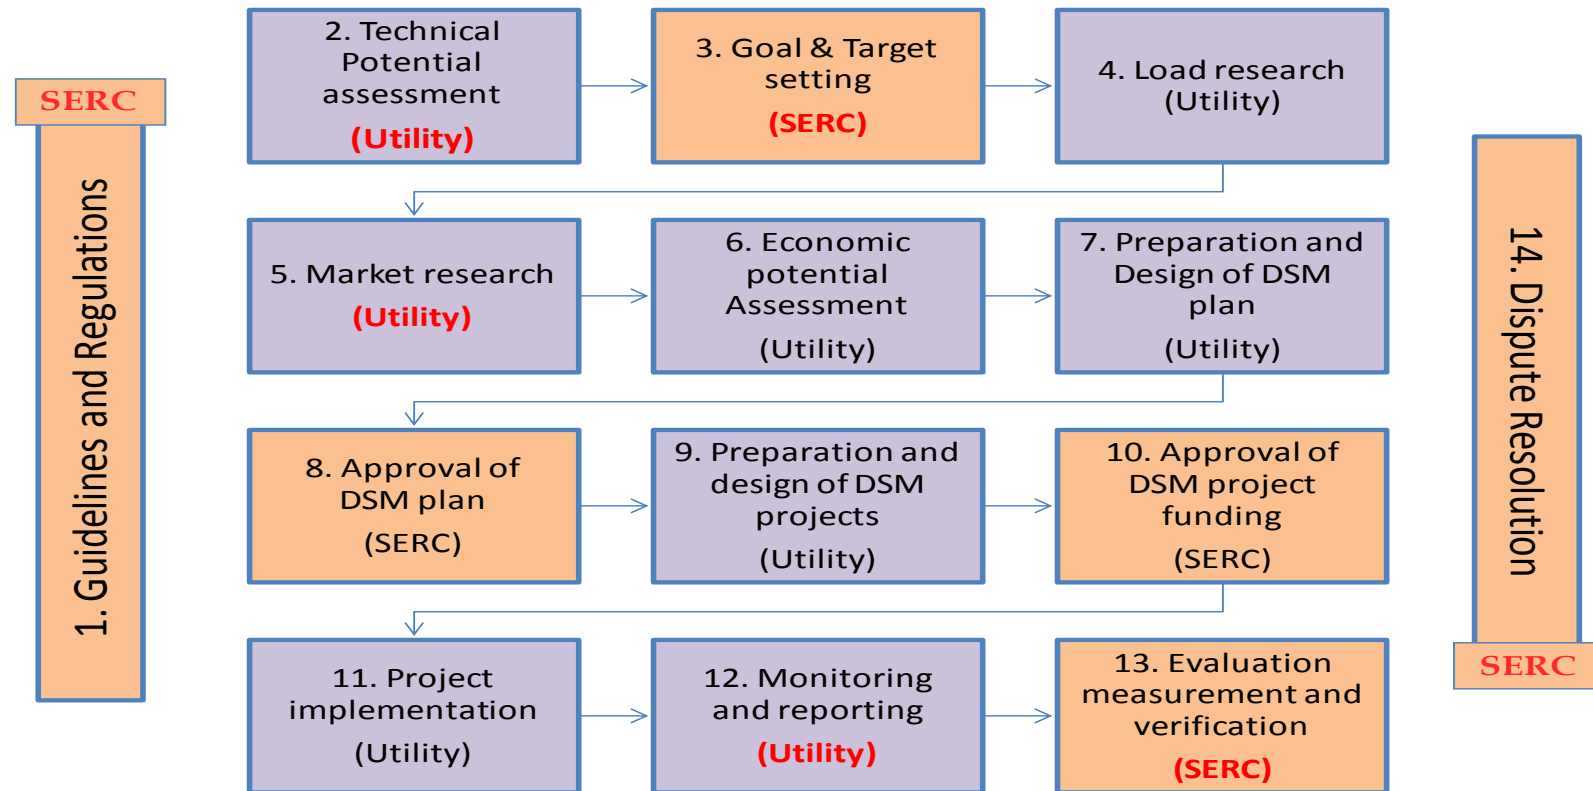 SERC
1. Guidelines and Regulations
2. Technical
Potential
assessment
(Utility)
3. Goal & Target
setting
(SERC)
4. Load research
(Utility)
5. Market research
(Utility)
6. Economic
potential
Assessment
(Utility)
7. Preparation and
Design of DSM
plan
(Utility)
8. Approval of
DSM plan
(SERC)
9. Preparation and
design of DSM
projects
(Utility)
10. Approval of
DSM project
funding
(SERC)
11. Project
implementation
(Utility)
12. Monitoring
and reporting
(Utility)
13. Evaluation
measurement and
verification
(SERC)
14. Dispute Resolution
SERC